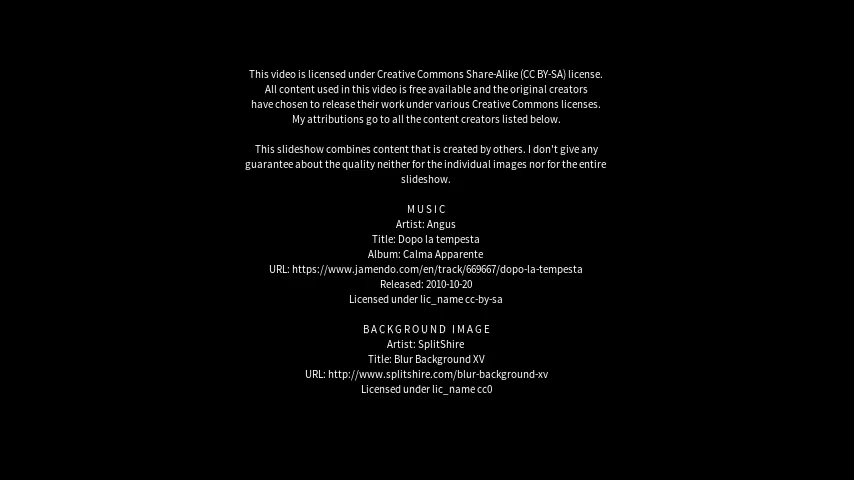 This video is licensed under Creative Commons Share-Alike (CC BY-SA) license.
All content used in this video is free available and the original creators
have chosen to release their work under various Creative Commons licenses.
My attributions go to all the content creators listed below.
This slideshow combines content that is created by others. I don't give any
guarantee about the quality neither for the individual images nor for the entire
slideshow.
M U S I C
Artist: Angus
Title: Dopo la tempesta
Album: Calma Apparente
URL: https://www.jamendo.com/en/track/669667/dopo-la-tempesta
Released: 2010-10-20
Licensed under lic_name cc-by-sa
B A C K G R O U N D   I M A G E
Artist: SplitShire
Title: Blur Background XV
URL: http://www.splitshire.com/blur-background-xv
Licensed under lic_name cc0